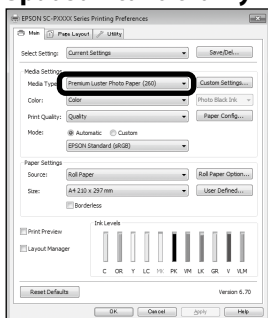 EPSON SC-PXXXX Series Printing Preferences
Main Page Layout Utility
Select Setting: Current Settings Save/Del...
Media Settings
Media Type: Premium Luster Photo Paper (260) Custom Settings...
Color: Color Photo Black Ink
Print Quality: Quality Paper Config...
Mode: Automatic Custom
EPSON Standard (sRGB)
Paper Settings
Source: Roll Paper Roll Paper Option...
Size: A4 210 x 297 mm User Defined...
Borderless
Ink Levels
Print Preview
Layout Manager
C OR Y LC MK PK VM LK GR V VLM
Reset Defaults Version 6.70
OK Cancel Apply Help